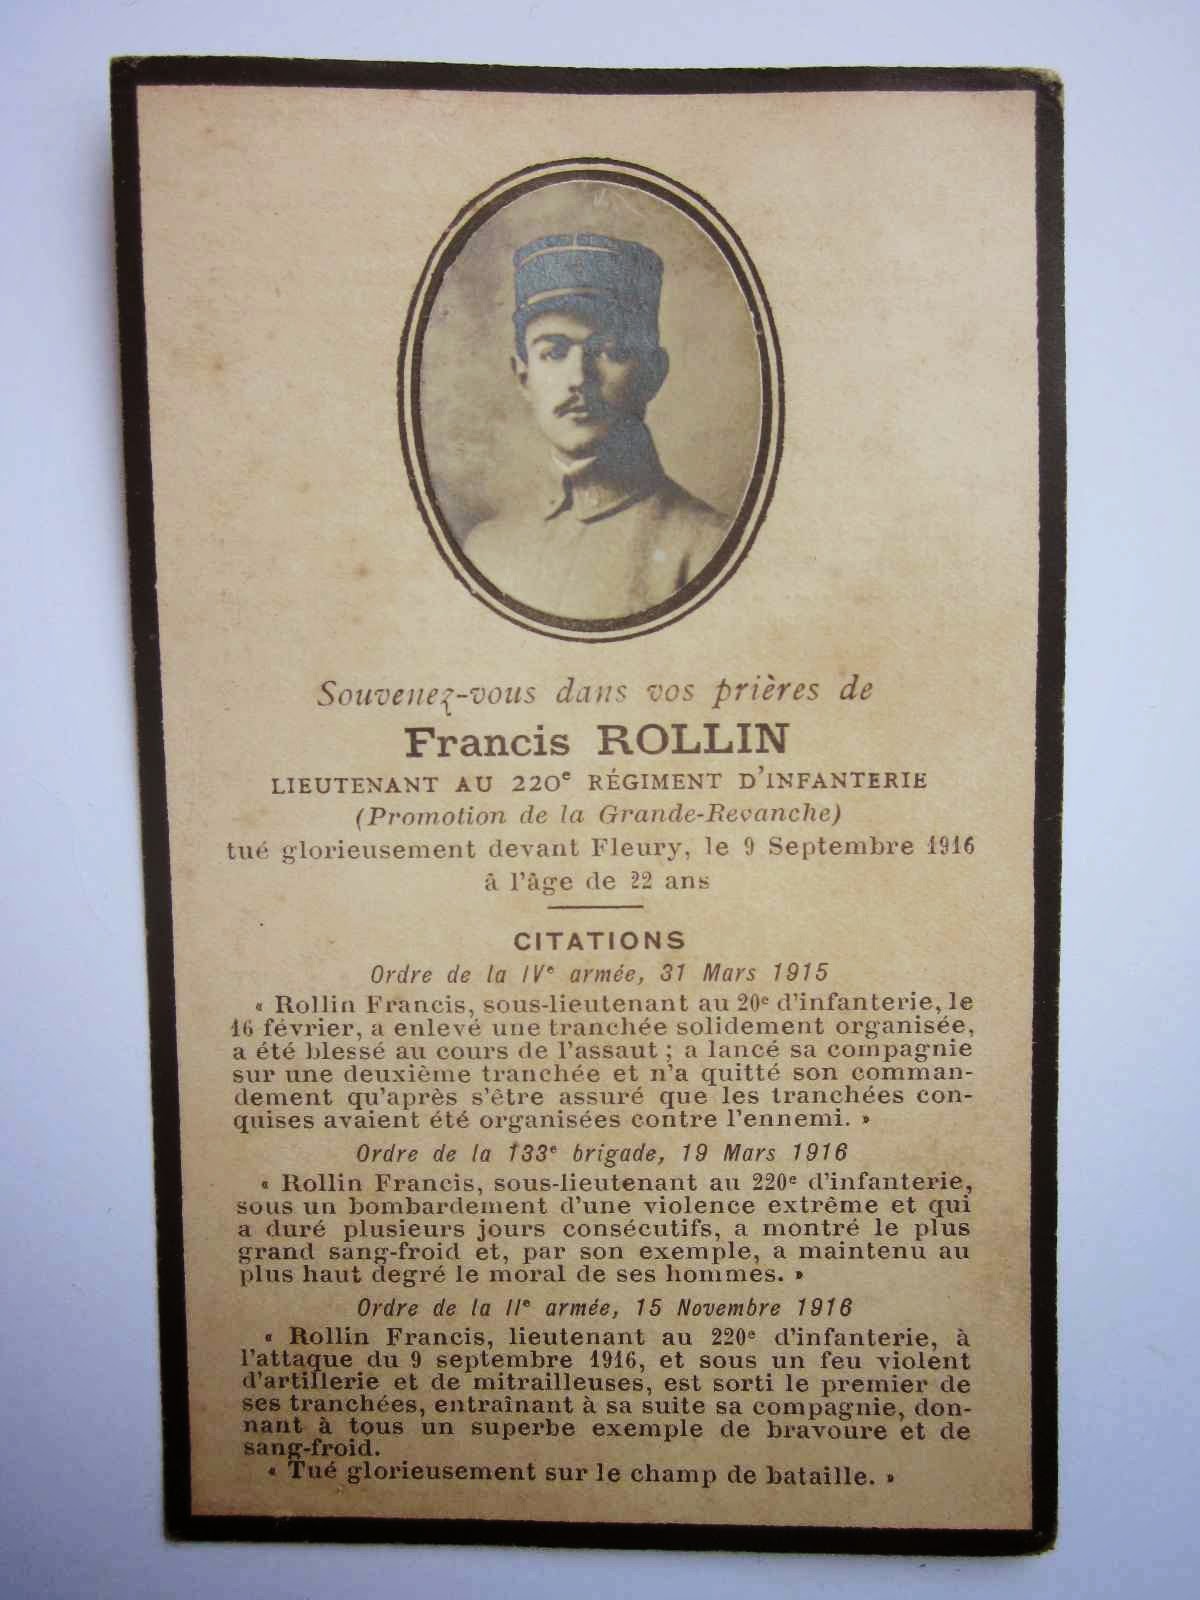 Souvenez-vous dans vos prières de
Francis ROLLIN
LIEUTENANT AU 220e RÉGIMENT D'INFANTERIE
(Promotion de la Grande-Revanche)
tué glorieusement devant Fleury, le 9 Septembre 1916
à l'âge de 22 ans
CITATIONS
Ordre de la IVe armée, 31 Mars 1915
« Rollin Francis, sous-lieutenant au 20e d'infanterie, le
16 février, a enlevé une tranchée solidement organisée,
a été blessé au cours de l'assaut ; a lancé sa compagnie
sur une deuxième tranchée et n'a quitté son comman-
dement qu'après s'être assuré que les tranchées con-
quises avaient été organisées contre l'ennemi. »
Ordre de la 133e brigade, 19 Mars 1916
« Rollin Francis, sous-lieutenant au 220e d'infanterie,
sous un bombardement d'une violence extrême et qui
a duré plusieurs jours consécutifs, a montré le plus
grand sang-froid et, par son exemple, a maintenu au
plus haut degré le moral de ses hommes. »
Ordre de la IIe armée, 15 Novembre 1916
« Rollin Francis, lieutenant au 220e d'infanterie, à
l'attaque du 9 septembre 1916, et sous un feu violent
d'artillerie et de mitrailleuses, est sorti le premier de
ses tranchées, entraînant à sa suite sa compagnie, don-
nant à tous un superbe exemple de bravoure et de
sang-froid.
« Tué glorieusement sur le champ de bataille. »